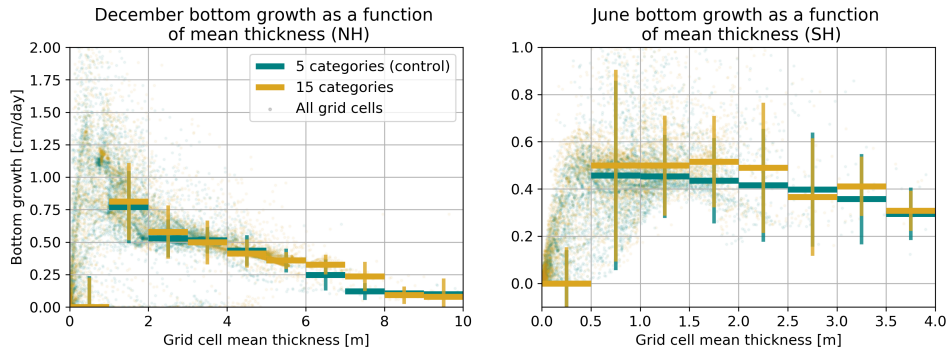 December bottom growth as a function
of mean thickness (NH)
Bottom growth [cm/day]
2.00
1.75
1.50
1.25
1.00
0.75
0.50
0.25
0.00
5 categories (control)
15 categories
All grid cells
0 2 4 6 8 10
Grid cell mean thickness [m]
June bottom growth as a function
of mean thickness (SH)
1.0
0.8
0.6
0.4
0.2
0.0
0.0 0.5 1.0 1.5 2.0 2.5 3.0 3.5 4.0
Grid cell mean thickness [m]